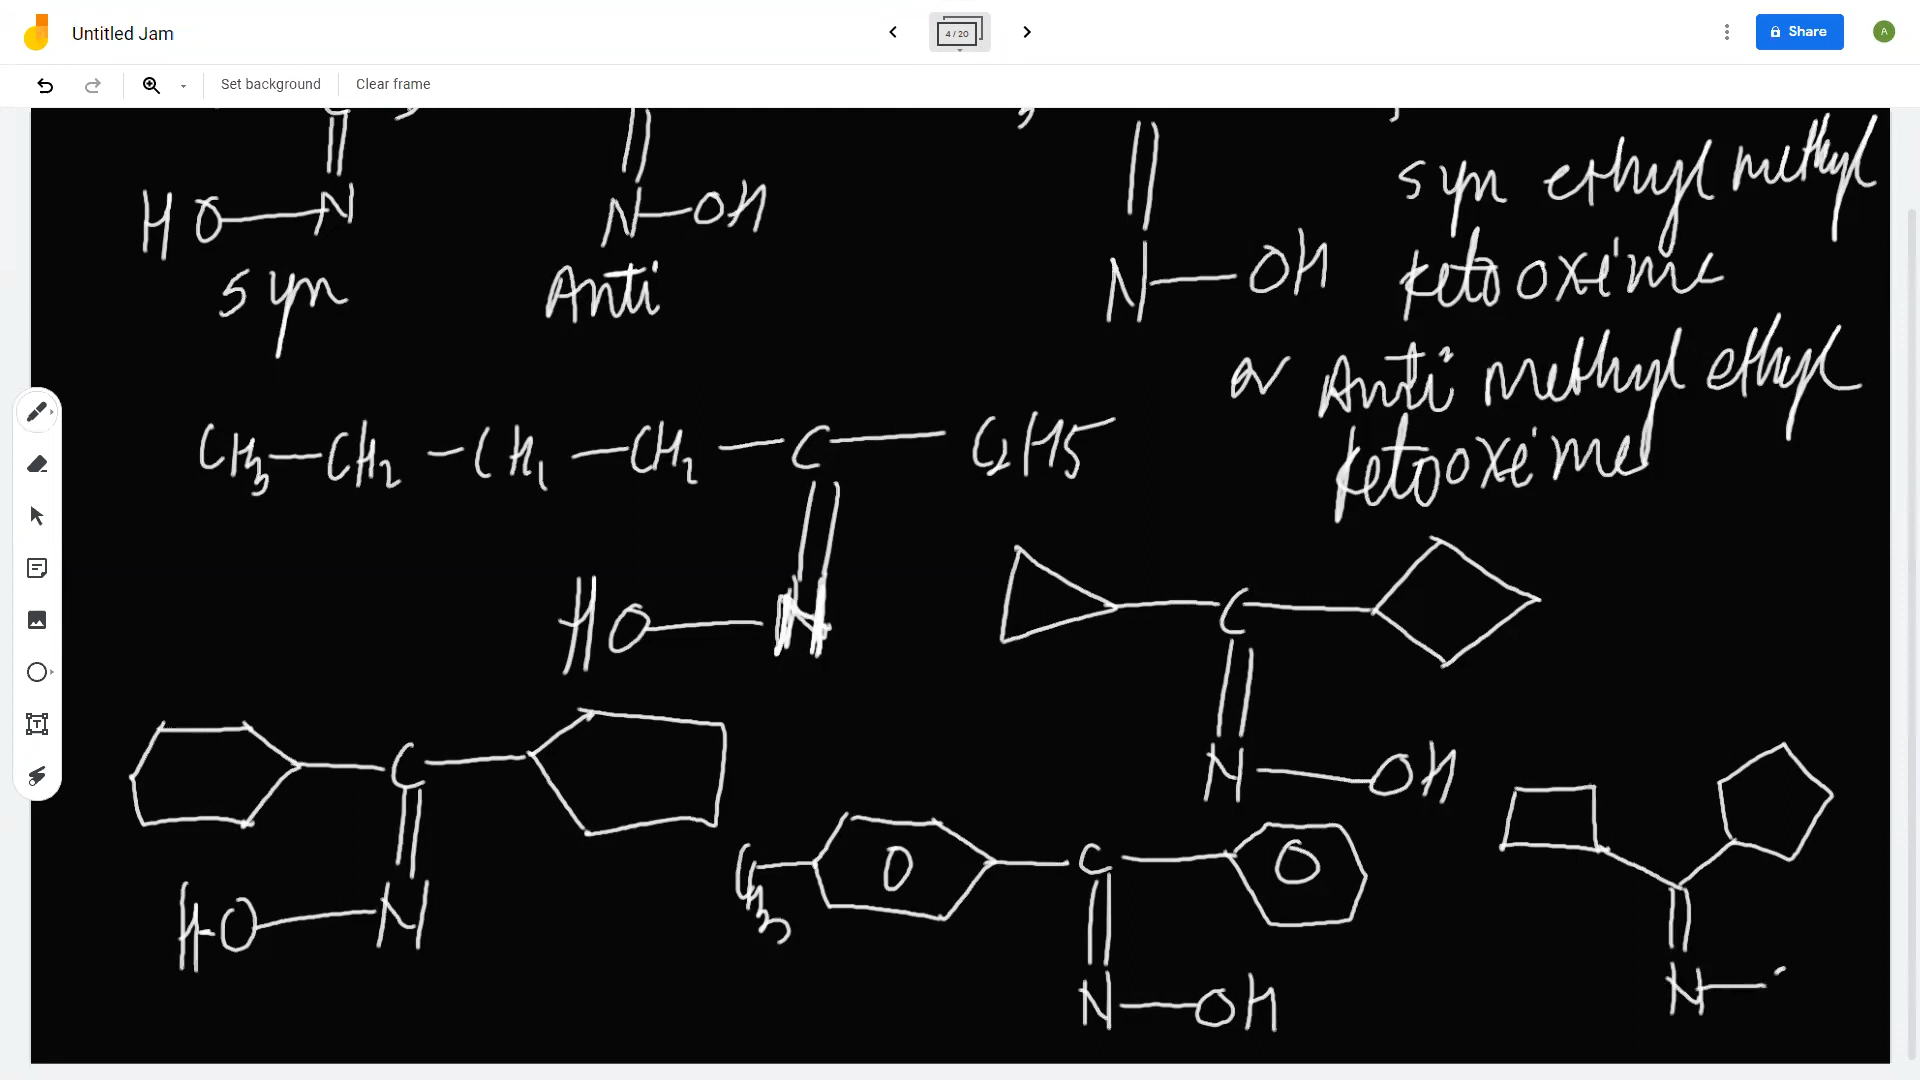 Untitled Jam
4 / 20
Share
A
Set background
Clear frame
HO—N
N—OH
syn
Anti
N—OH
syn ethyl methyl
ketooxime
or Anti methyl ethyl
ketooxime
CH3—CH2—CH2—CH2—C—C2H5
HO—N
C
N—OH
C
HO—N
CH3
O
C
O
N—OH
N—